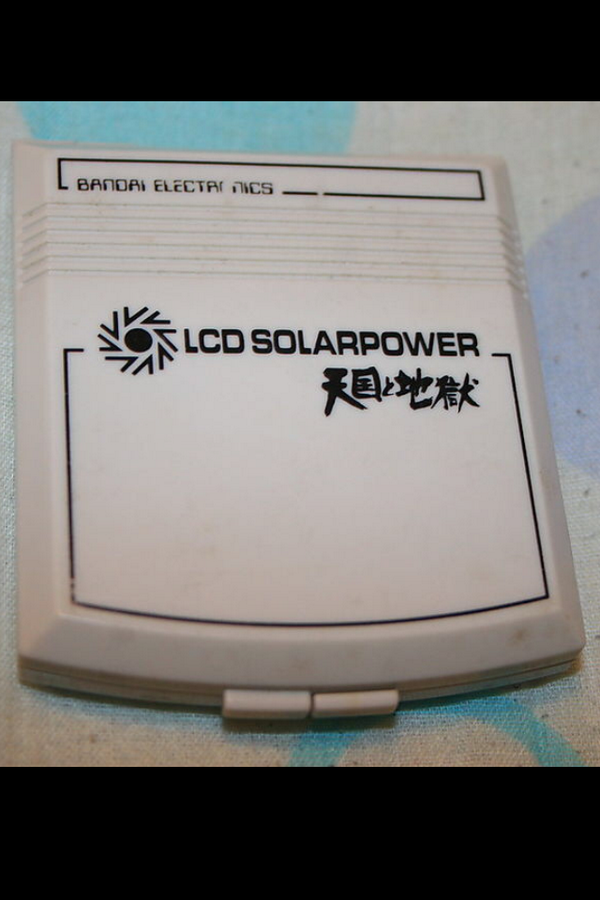 BANDAI ELECTRONICS
LCD SOLARPOWER
天国と地獄